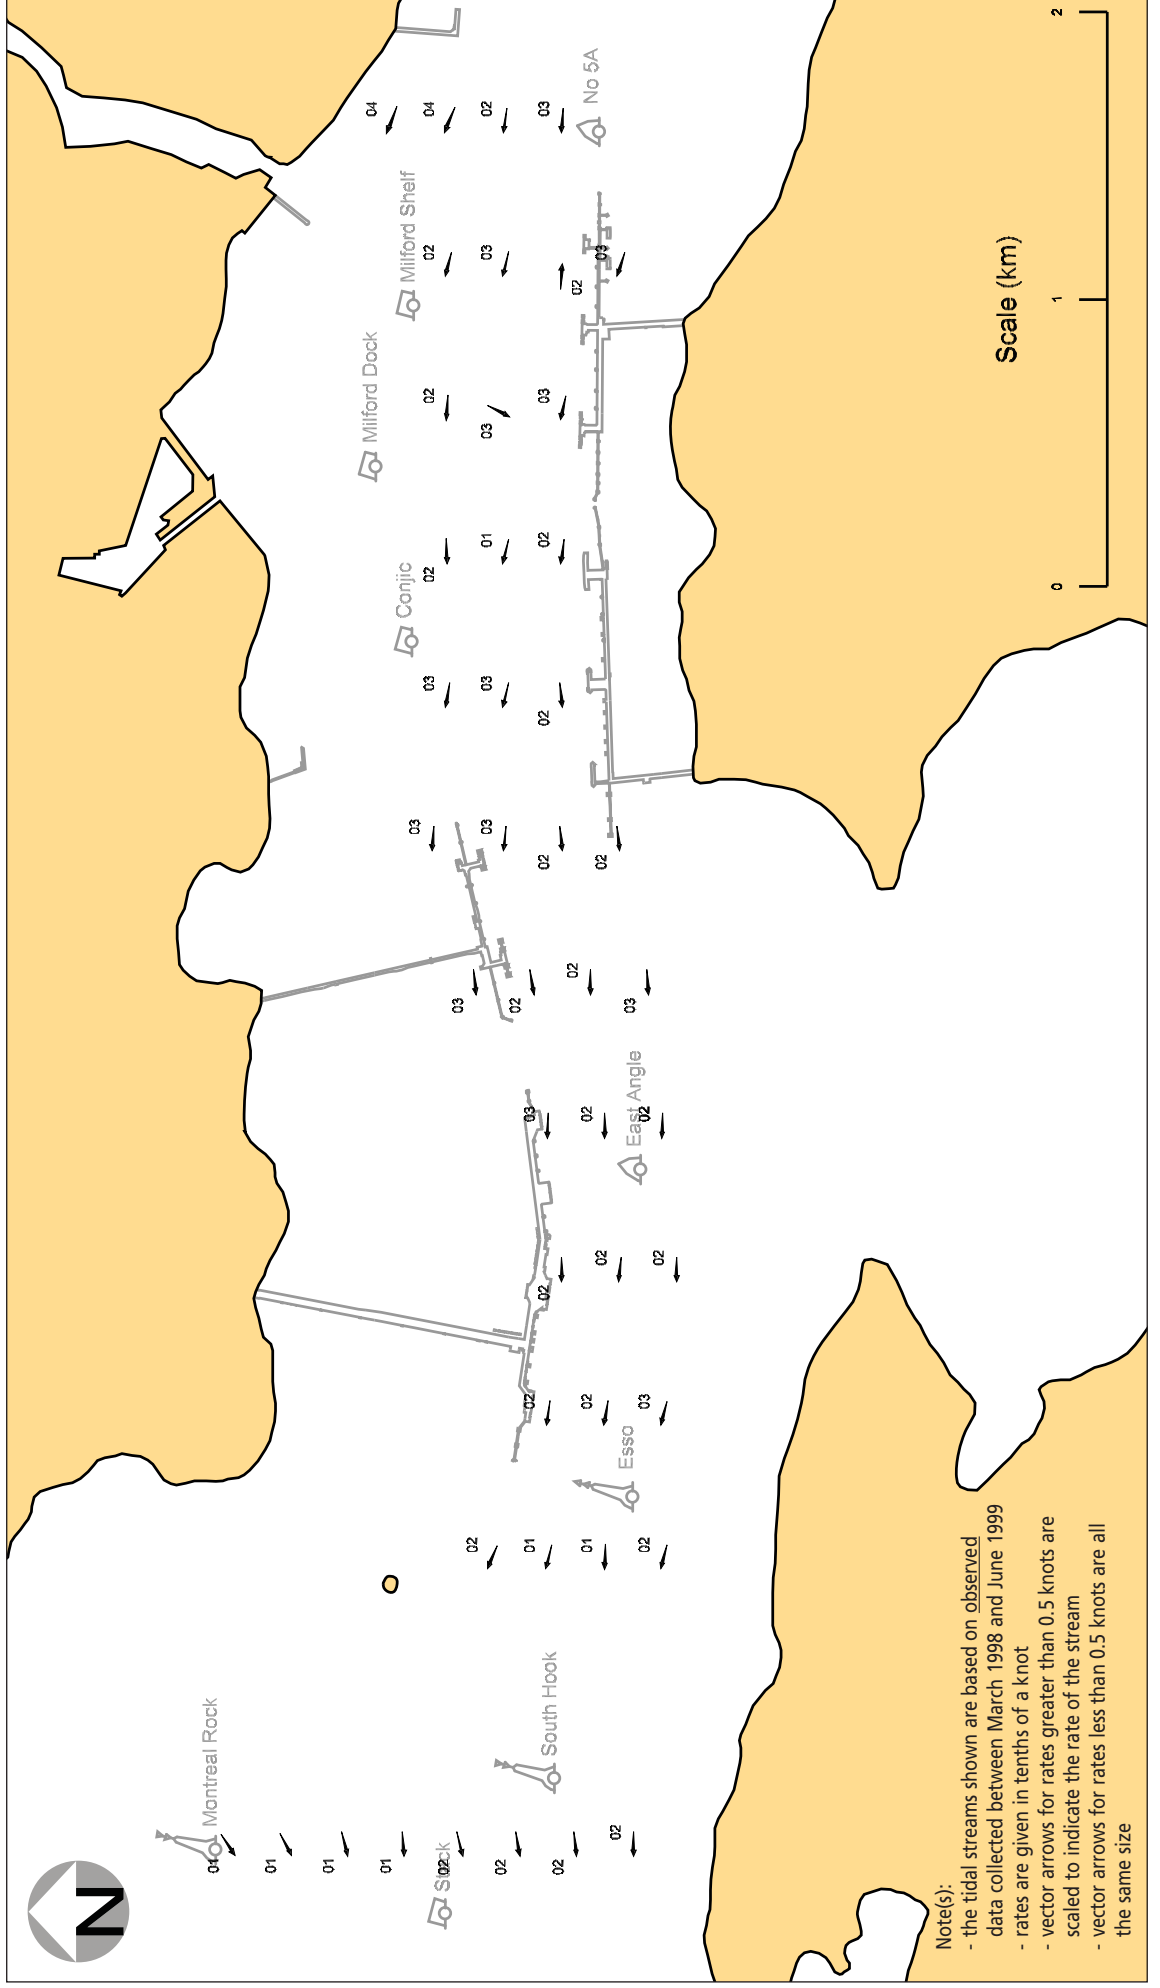 N
Montreal Rock
Stack
South Hook
Esso
East Angle
Conjic
Milford Dock
Milford Shelf
No 5A
01
01
01
01
02
02
02
02
02
01
01
02
02
02
03
02
02
02
03
02
02
03
02
02
03
03
03
02
02
03
03
02
02
01
02
02
03
03
02
03
02
03
04
04
02
03
Note(s):
- the tidal streams shown are based on observed
data collected between March 1998 and June 1999
- rates are given in tenths of a knot
- vector arrows for rates greater than 0.5 knots are
scaled to indicate the rate of the stream
- vector arrows for rates less than 0.5 knots are all
the same size
Scale (km)
0 1 2